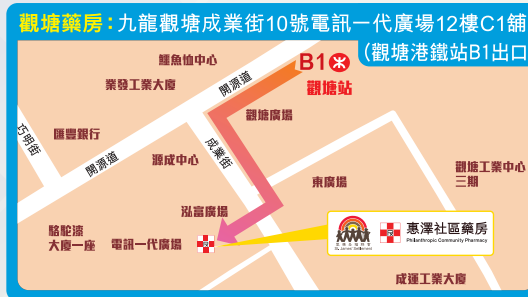 觀塘藥房：九龍觀塘成業街10號電訊一代廣場12樓C1舖
(觀塘港鐵站B1出口
鱷魚恤中心
業發工業大廈
開源道
B1
觀塘站
觀塘廣場
巧明街
匯豐銀行
開源道
源成中心
成業街
東廣場
觀塘工業中心
三期
泓富廣場
駱駝漆
大廈一座
電訊一代廣場
St. James' Settlement
惠澤社區藥房
Philanthropic Community Pharmacy
成運工業大廈